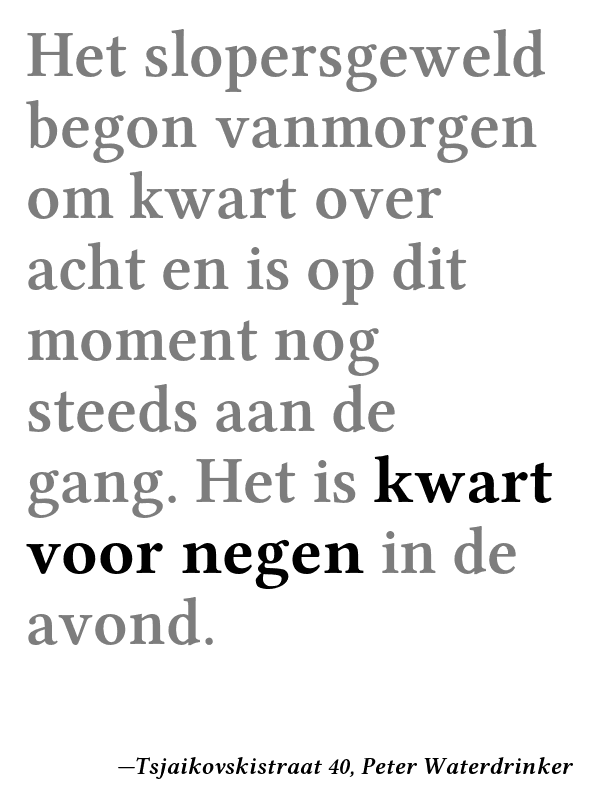 Het slopersgeweld
begon vanmorgen
om kwart over
acht en is op dit
moment nog
steeds aan de
gang. Het is kwart
voor negen in de
avond.
—Tsjaikovskistraat 40, Peter Waterdrinker